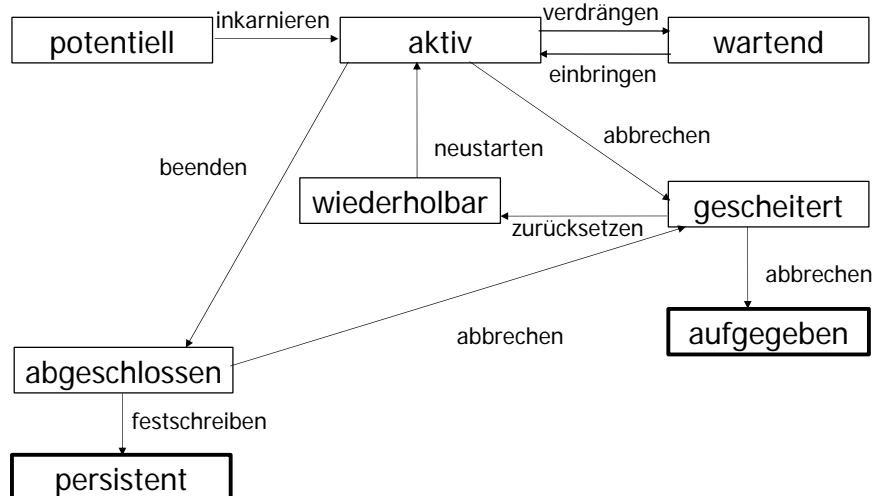 inkarnieren
verdrängen
potentiell
aktiv
wartend
einbringen
abbrechen
neustarten
beenden
wiederholbar
gescheitert
zurücksetzen
abbrechen
aufgegeben
abbrechen
abgeschlossen
festschreiben
persistent